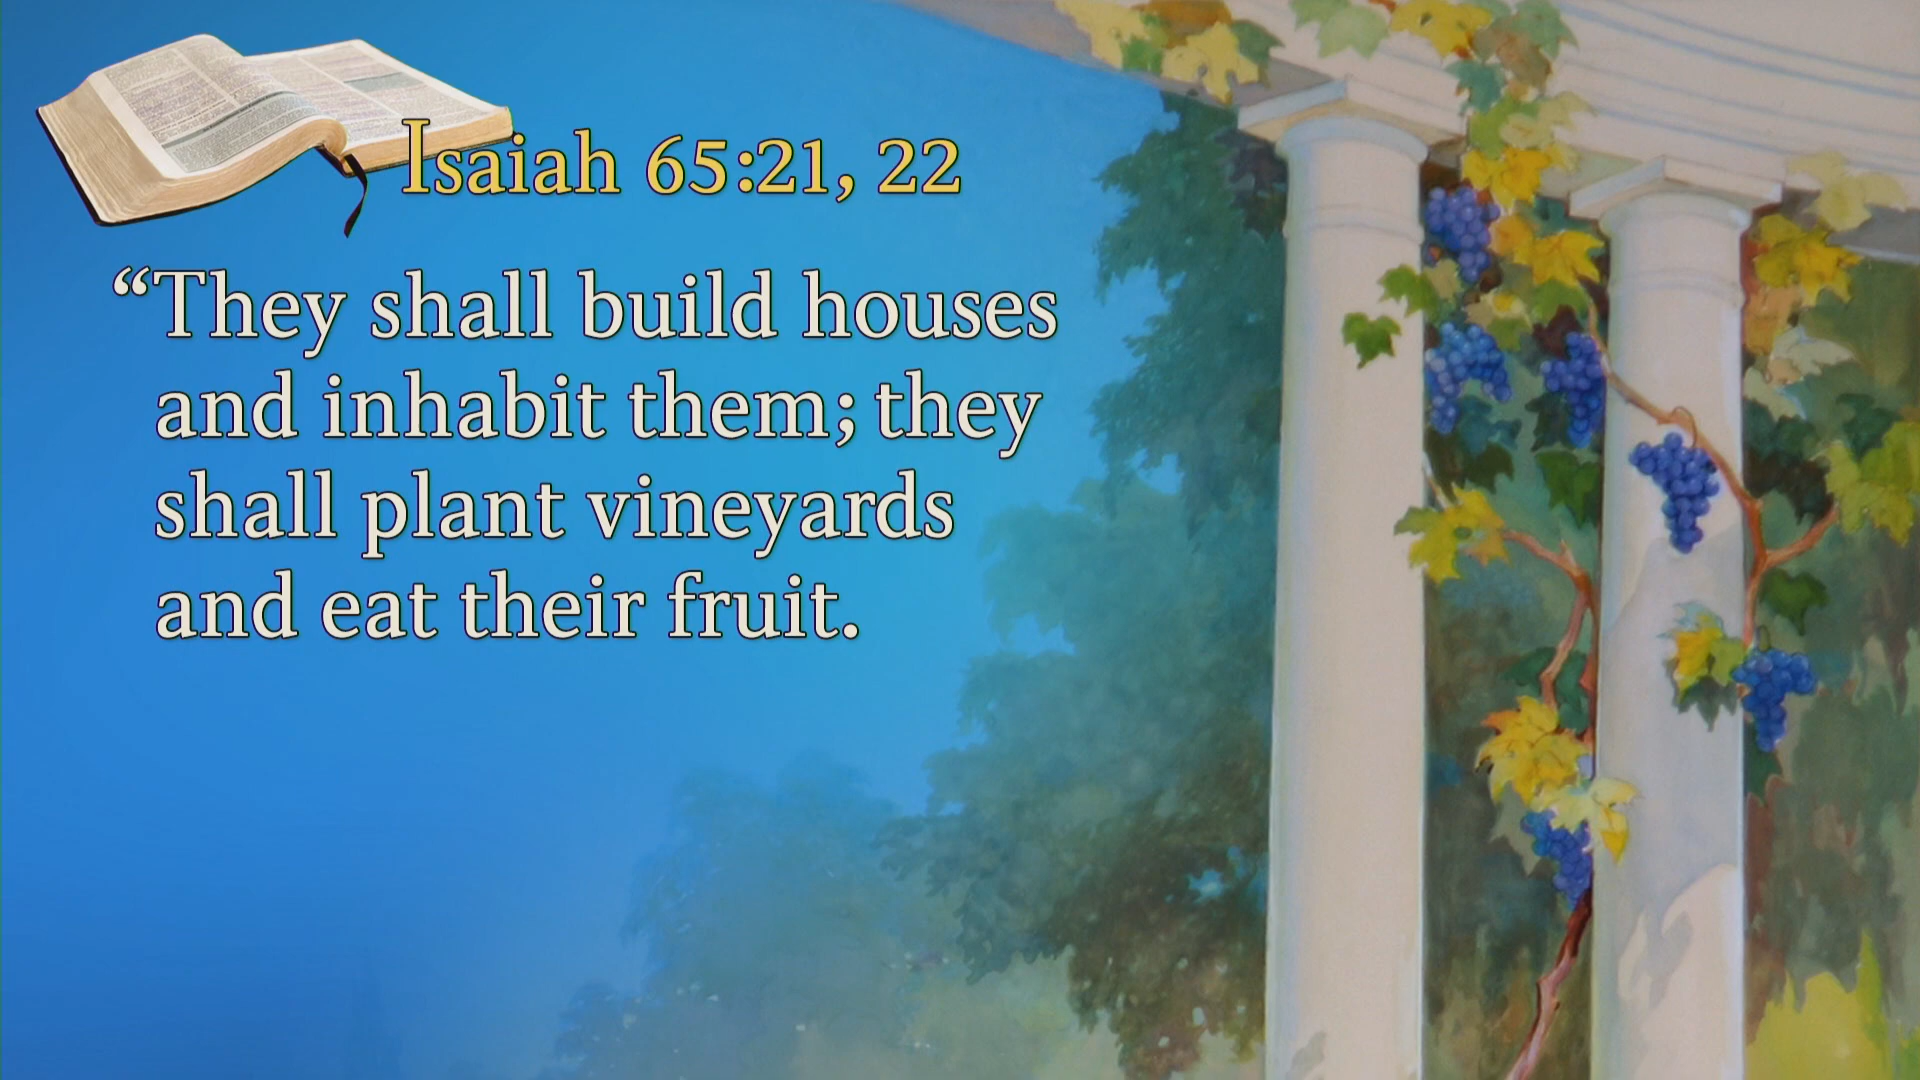 Isaiah 65:21, 22
“They shall build houses
and inhabit them; they
shall plant vineyards
and eat their fruit.